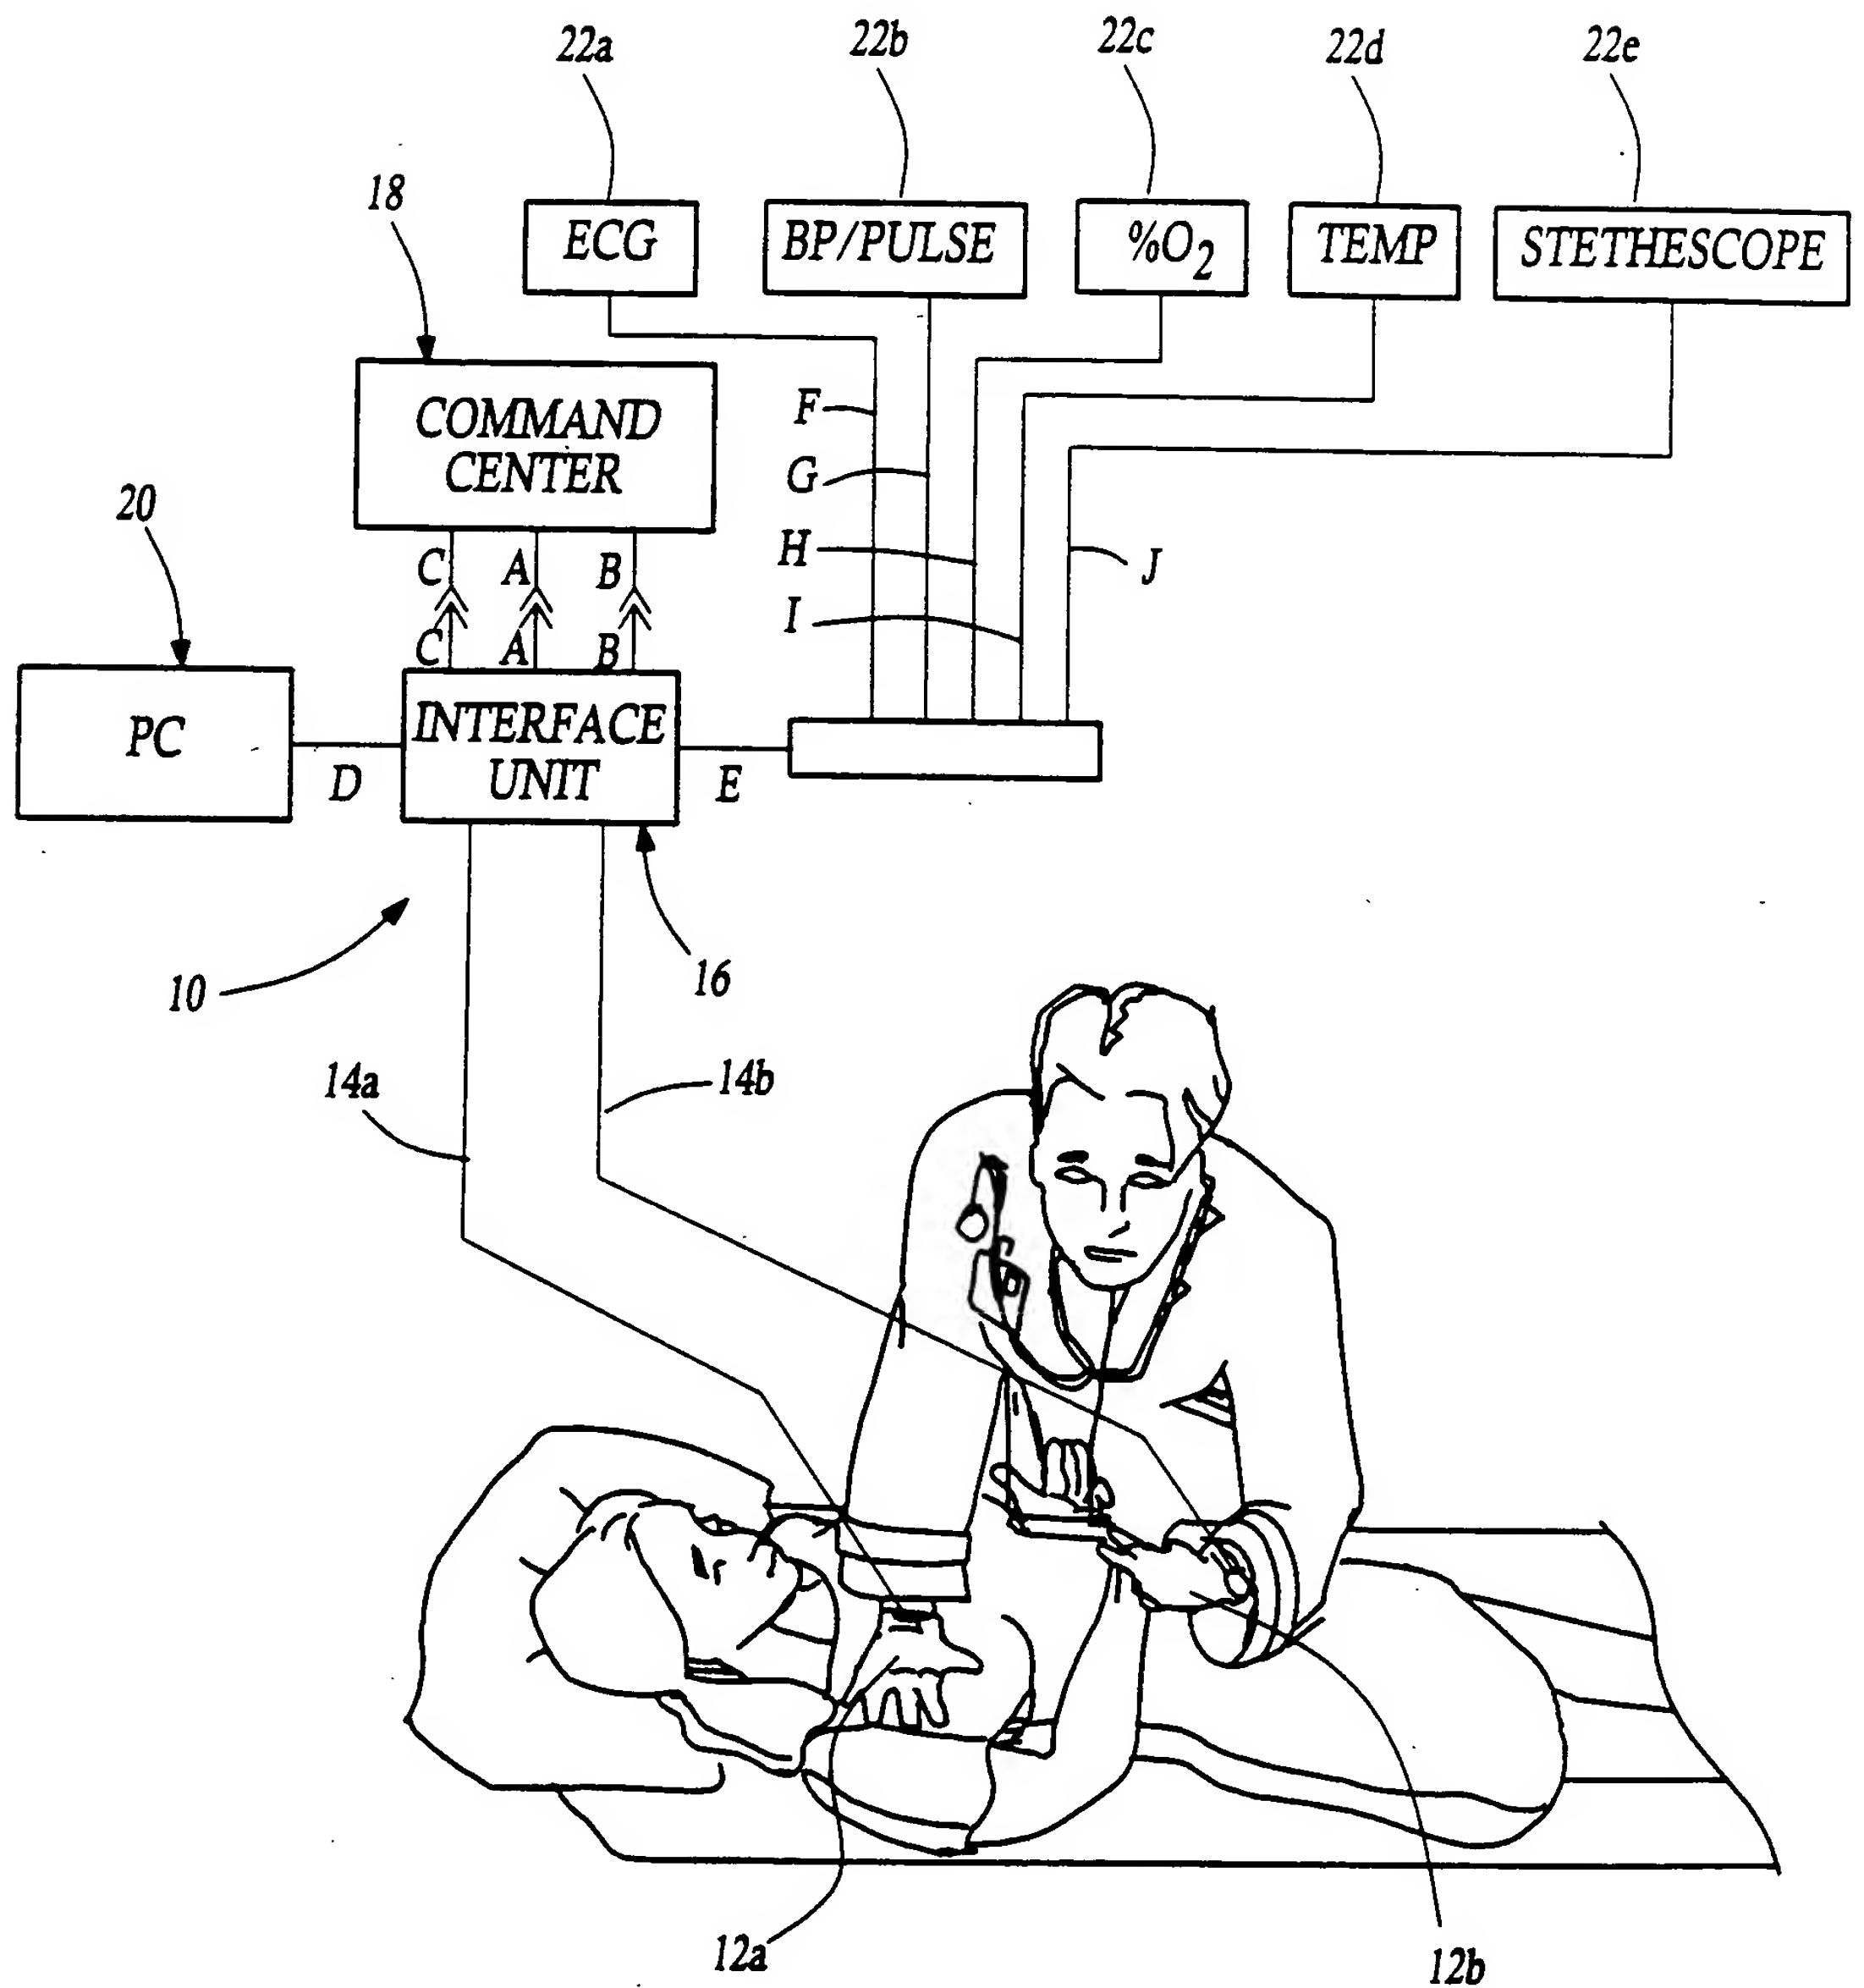 22a
22b
22c
22d
22e
18
ECG
BP/PULSE
%O2
TEMP
STETHESCOPE
COMMAND
CENTER
F
G
20
H
J
C
A
B
I
C
A
B
PC
INTERFACE
UNIT
D
E
10
16
14a
14b
12a
12b